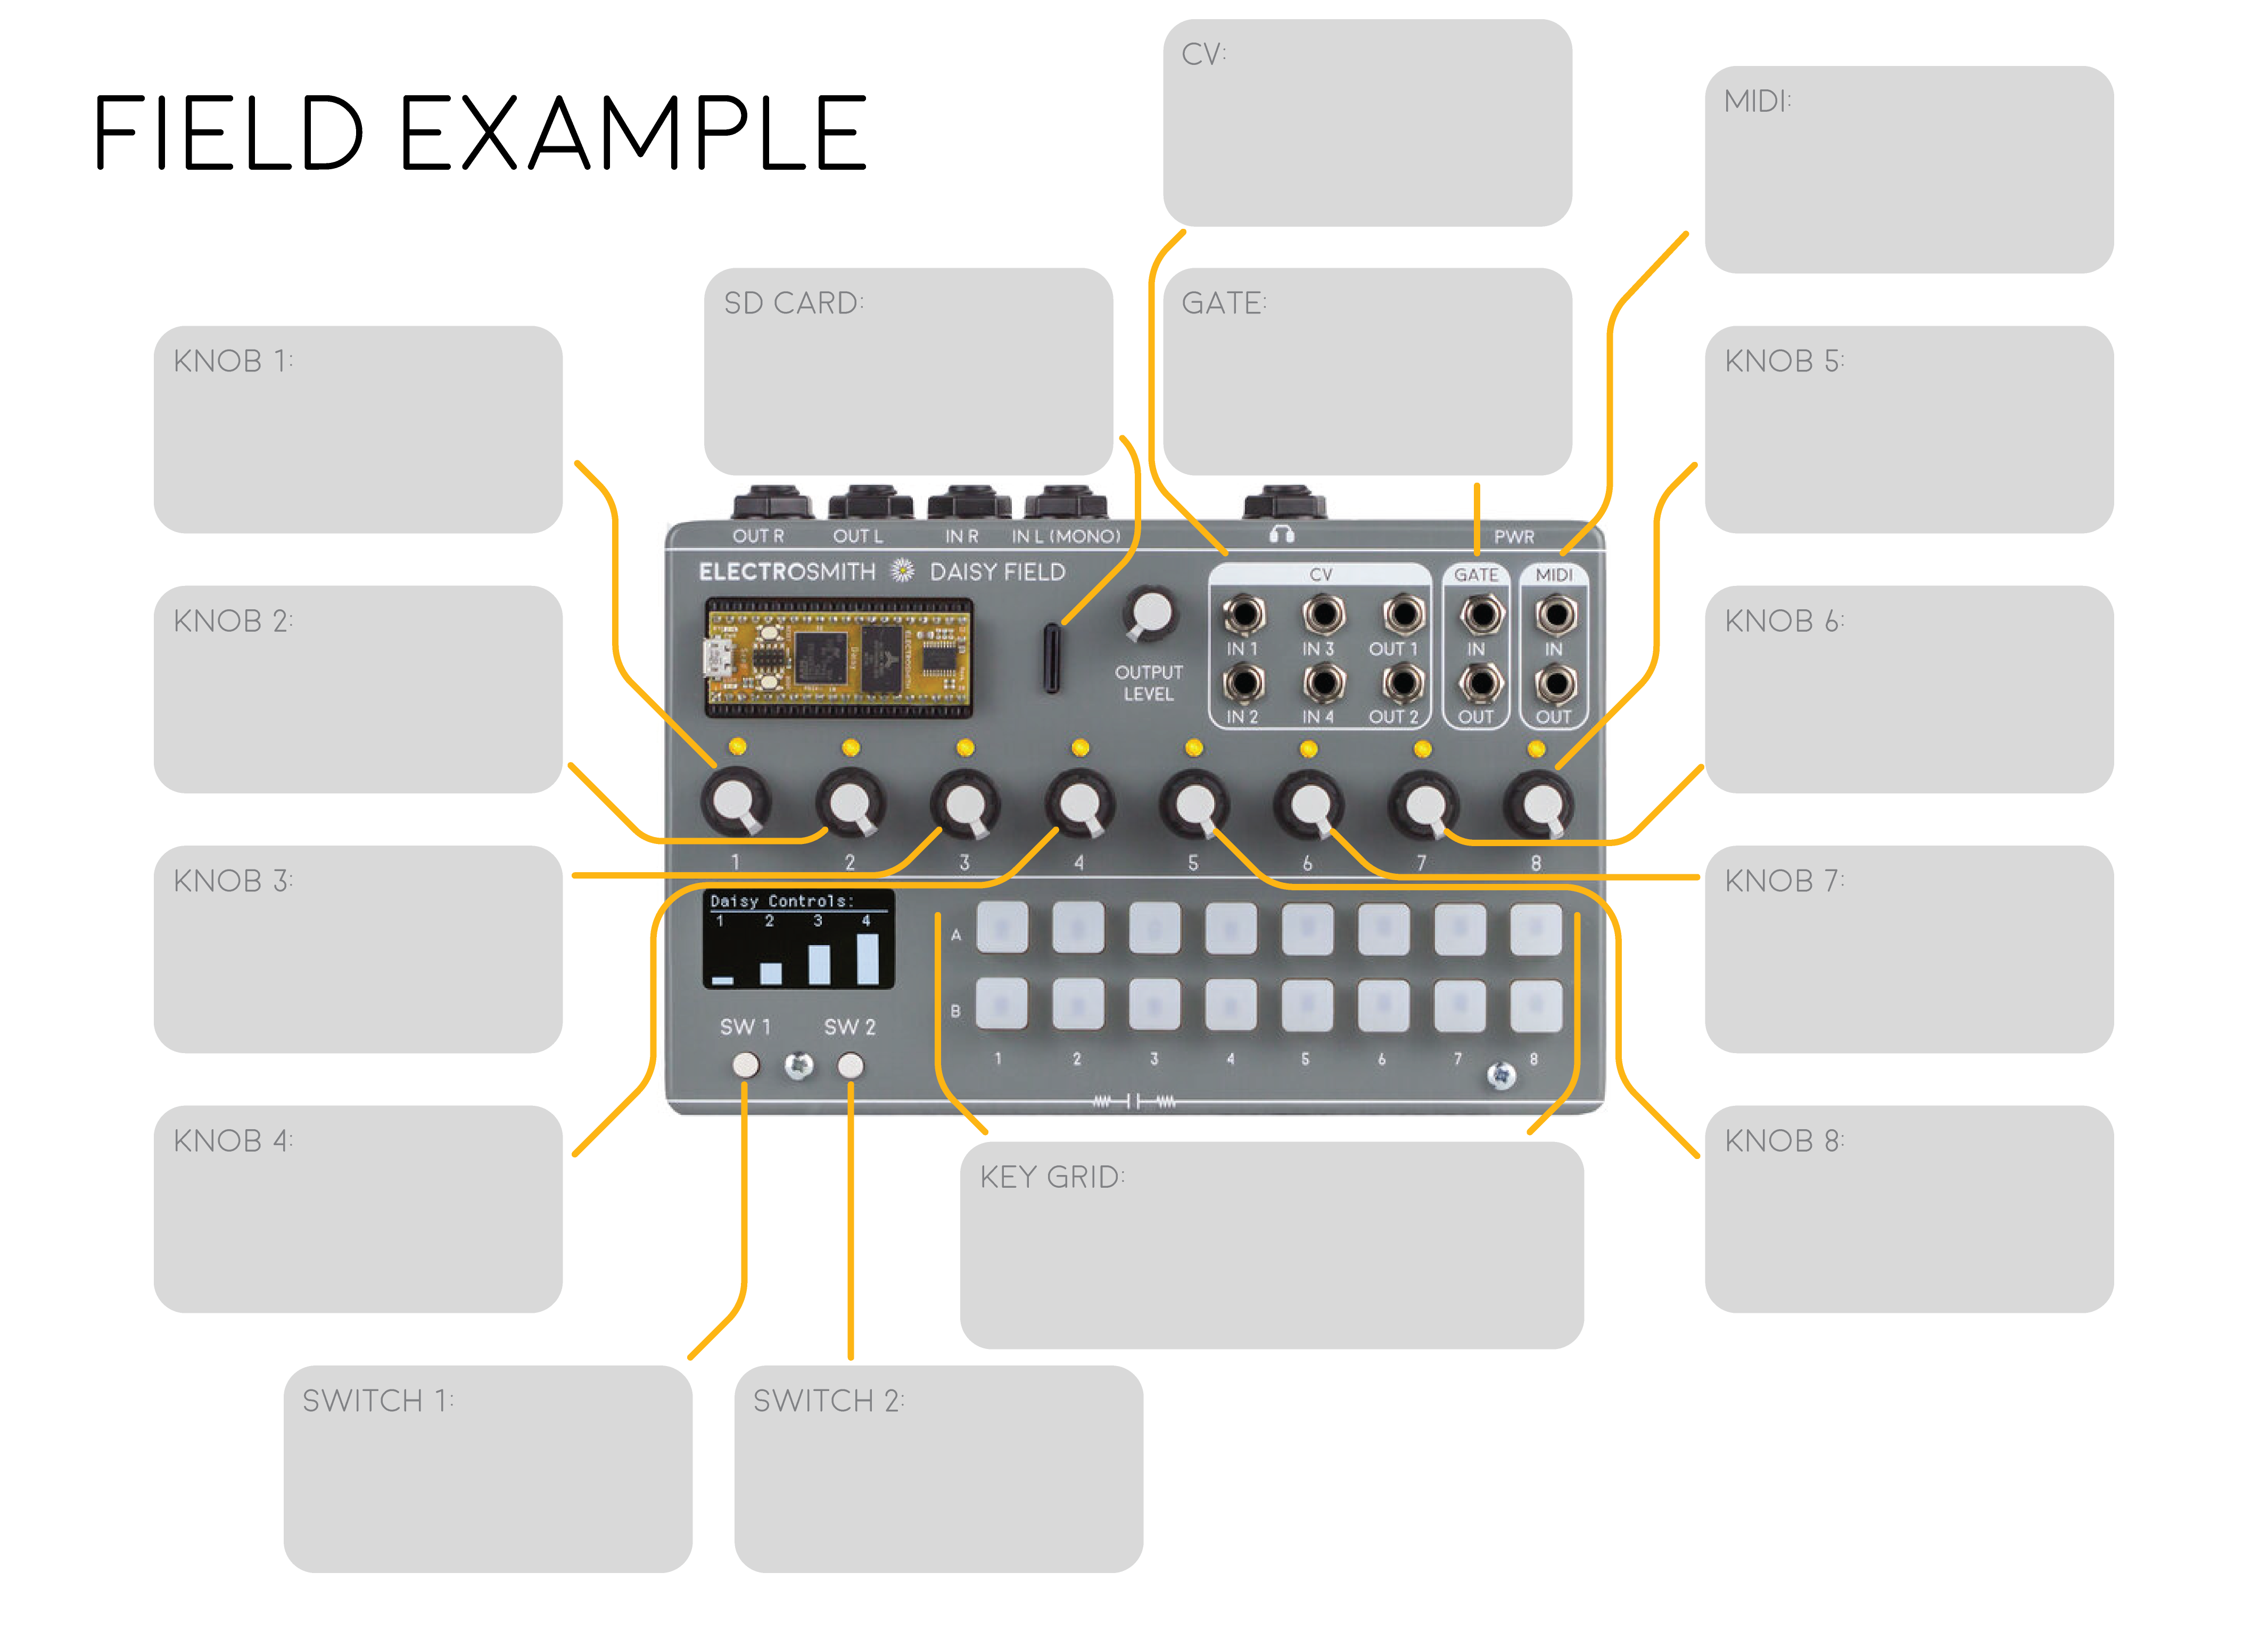 FIELD EXAMPLE
CV:
MIDI:
SD CARD:
GATE:
KNOB 1:
KNOB 5:
KNOB 2:
KNOB 6:
KNOB 3:
KNOB 7:
KNOB 4:
KNOB 8:
KEY GRID:
SWITCH 1:
SWITCH 2:
OUT R OUT L IN R IN L (MONO) PWR
ELECTROSMITH DAISY FIELD
CV GATE MIDI
IN 1 IN 3 OUT 1 IN IN
OUTPUT
LEVEL
IN 2 IN 4 OUT 2 OUT OUT
1 2 3 4 5 6 7 8
Daisy Controls:
1 2 3 4
A
B
SW 1 SW 2
1 2 3 4 5 6 7 8